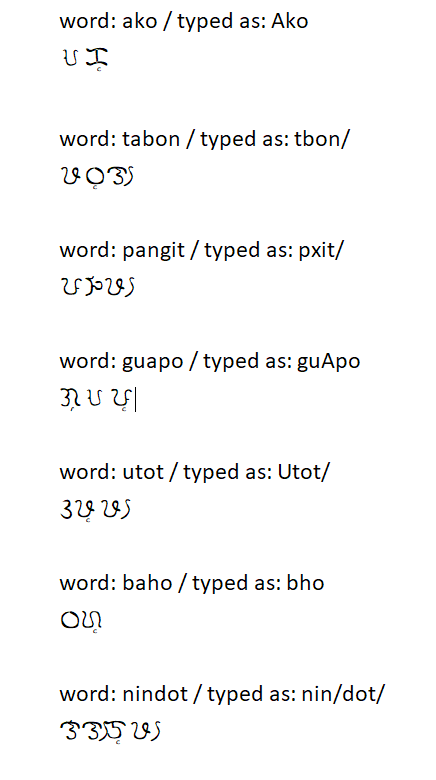 word: ako / typed as: Ako
ᜀᜃᜓ
word: tabon / typed as: tbon/
ᜆᜊᜓᜈ᜔
word: pangit / typed as: pxit/
ᜉᜅᜒᜆ᜔
word: guapo / typed as: guApo
ᜄᜓᜀᜉᜓ
word: utot / typed as: Utot/
ᜂᜆᜓᜆ᜔
word: baho / typed as: bho
ᜊᜑᜓ
word: nindot / typed as: nin/dot/
ᜈᜒᜈ᜔ᜇᜓᜆ᜔